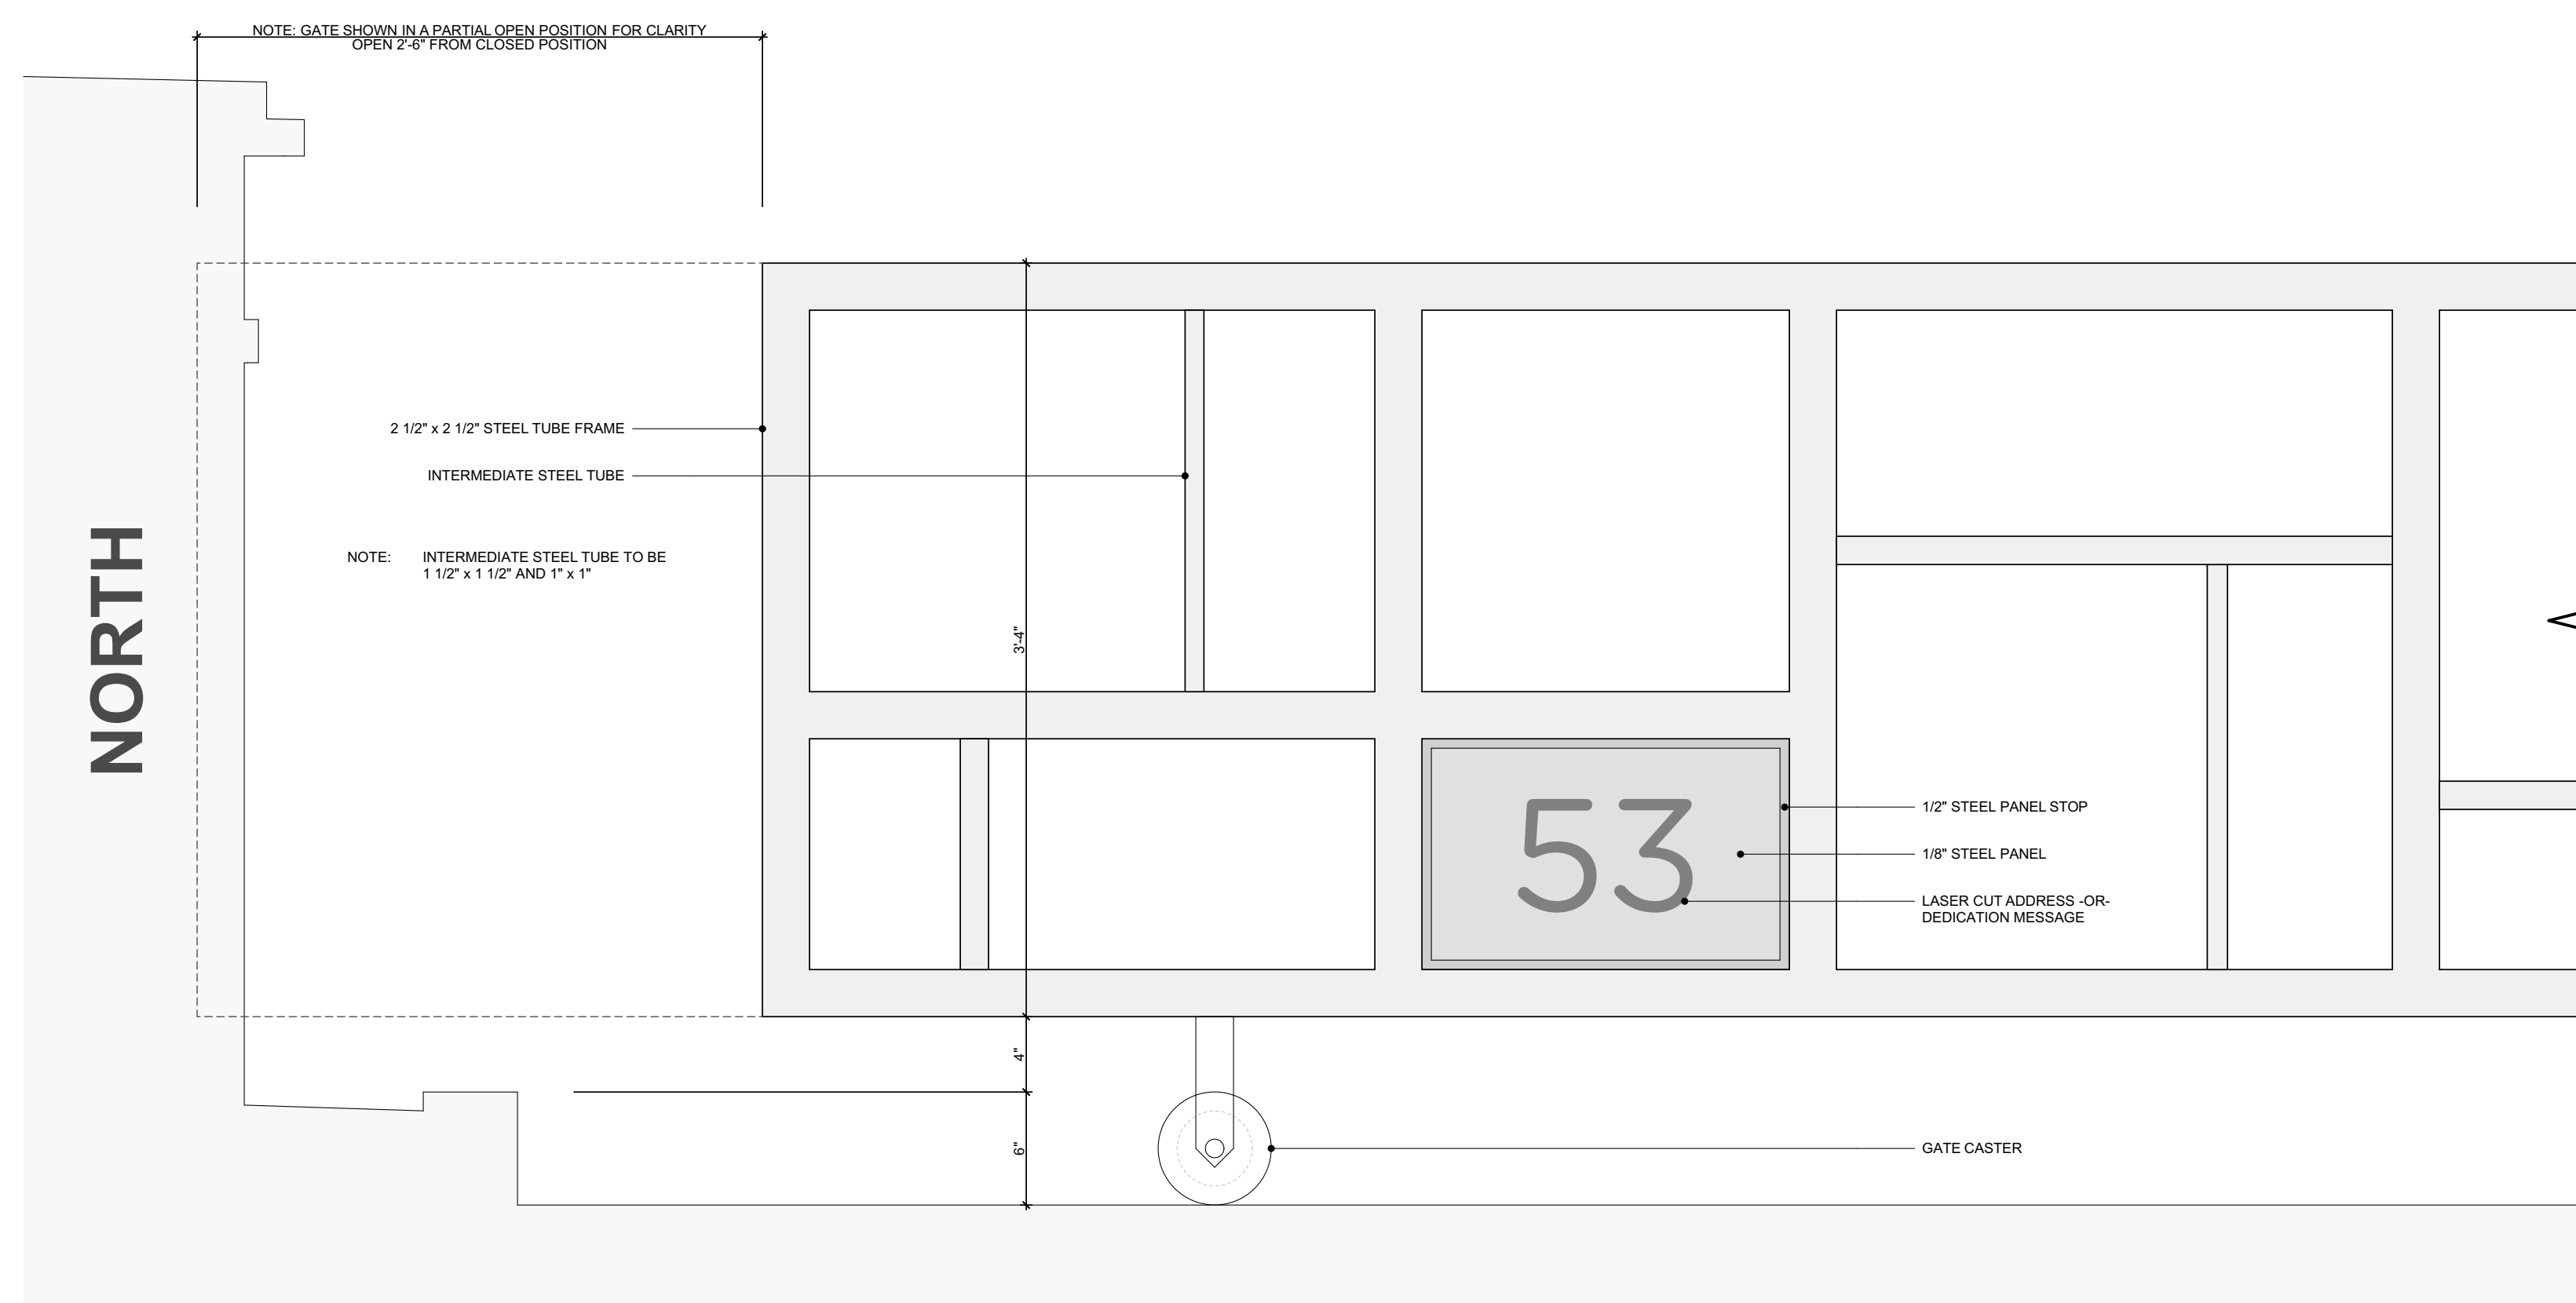 NOTE: GATE SHOWN IN A PARTIAL OPEN POSITION FOR CLARITY
OPEN 2'-6" FROM CLOSED POSITION
2 1/2" x 2 1/2" STEEL TUBE FRAME
INTERMEDIATE STEEL TUBE
NOTE: INTERMEDIATE STEEL TUBE TO BE
1 1/2" x 1 1/2" AND 1" x 1"
NORTH
3'-4"
53
1/2" STEEL PANEL STOP
1/8" STEEL PANEL
LASER CUT ADDRESS -OR-
DEDICATION MESSAGE
4"
6"
GATE CASTER